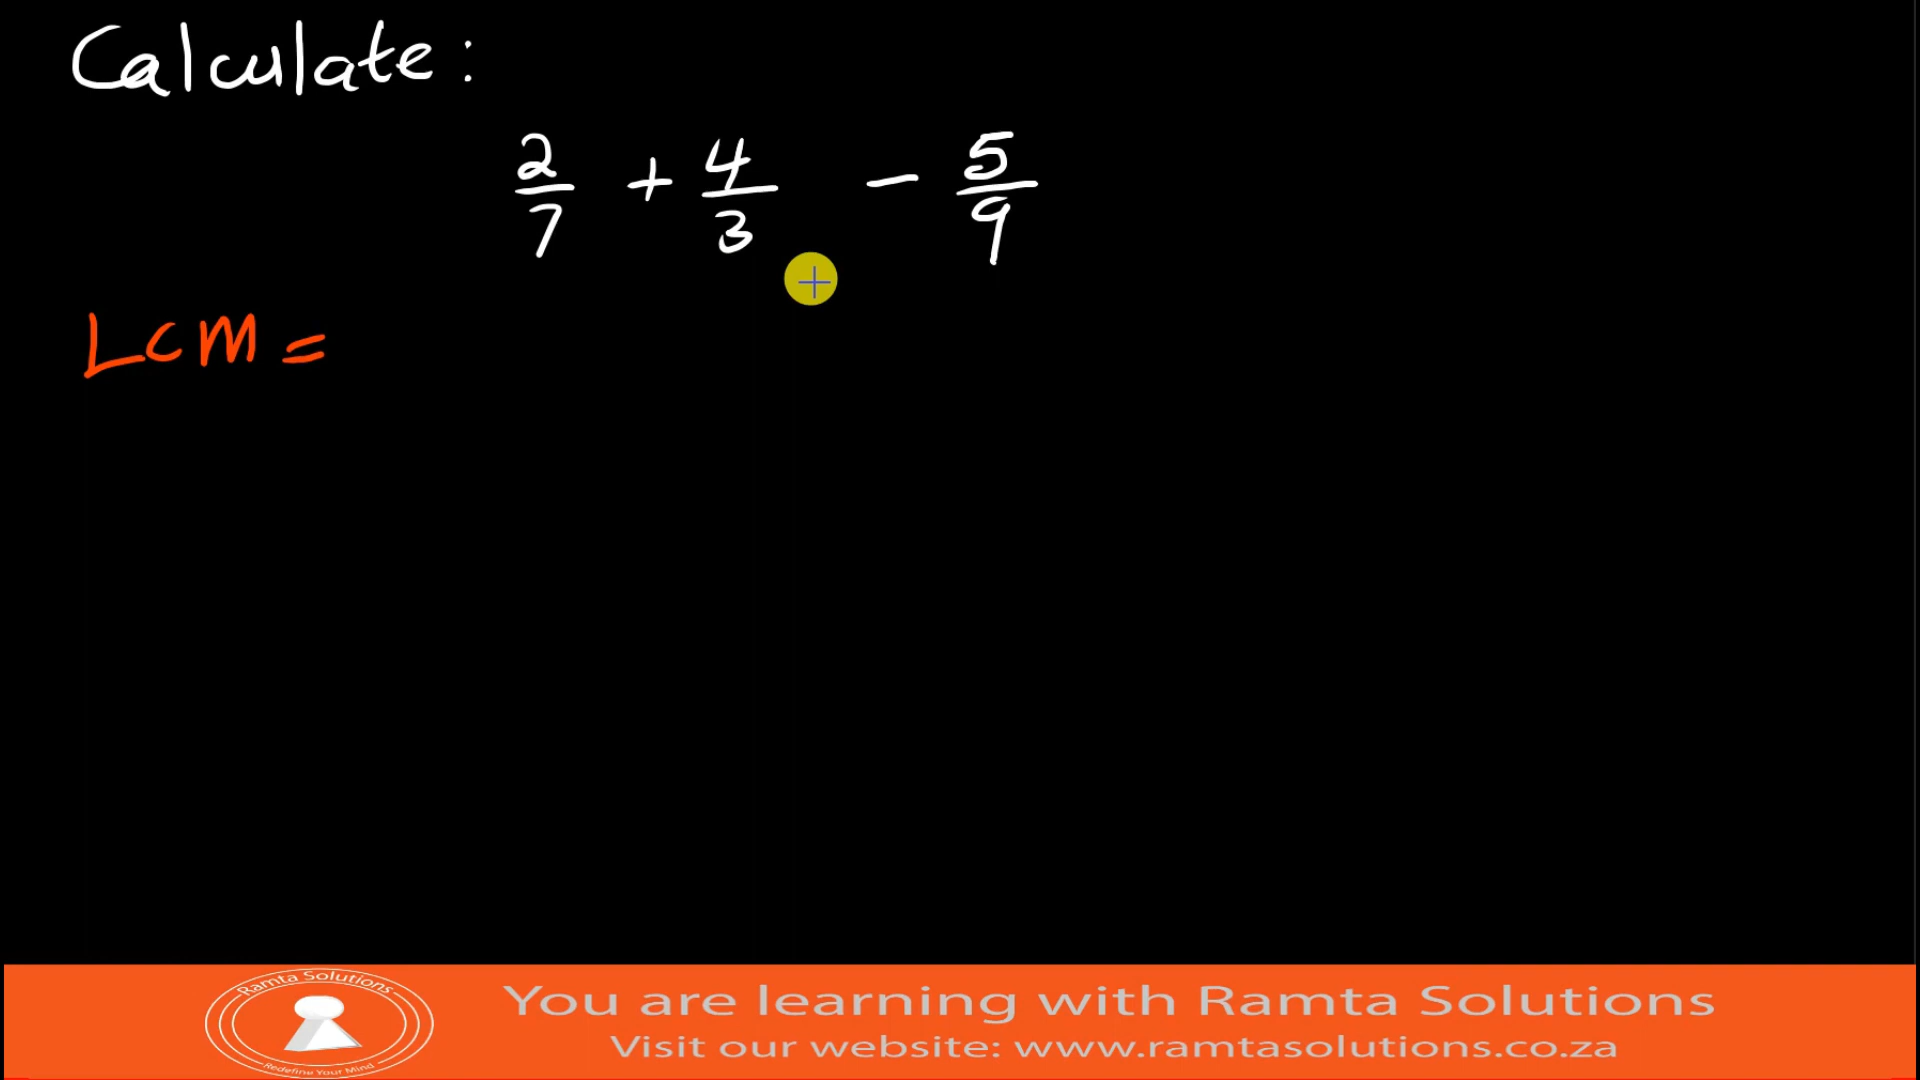 Calculate:
2/7 + 4/3 - 5/9
LCM =
Ramta Solutions
Redefine Your Mind
You are learning with Ramta Solutions
Visit our website: www.ramtasolutions.co.za